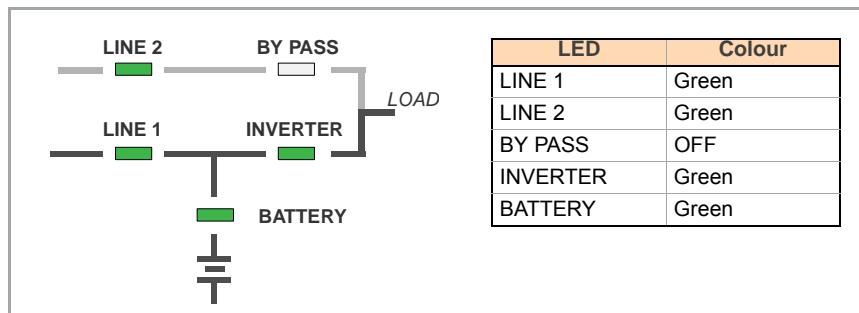 LINE 2 BY PASS
LOAD
LINE 1 INVERTER
BATTERY
LED Colour
LINE 1 Green
LINE 2 Green
BY PASS OFF
INVERTER Green
BATTERY Green